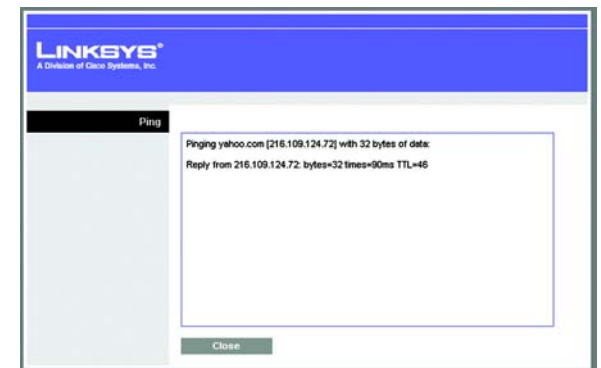 LINKSYS®
A Division of Cisco Systems, Inc.
Ping
Pinging yahoo.com [216.109.124.72] with 32 bytes of data:
Reply from 216.109.124.72: bytes=32 times=90ms TTL=46
Close